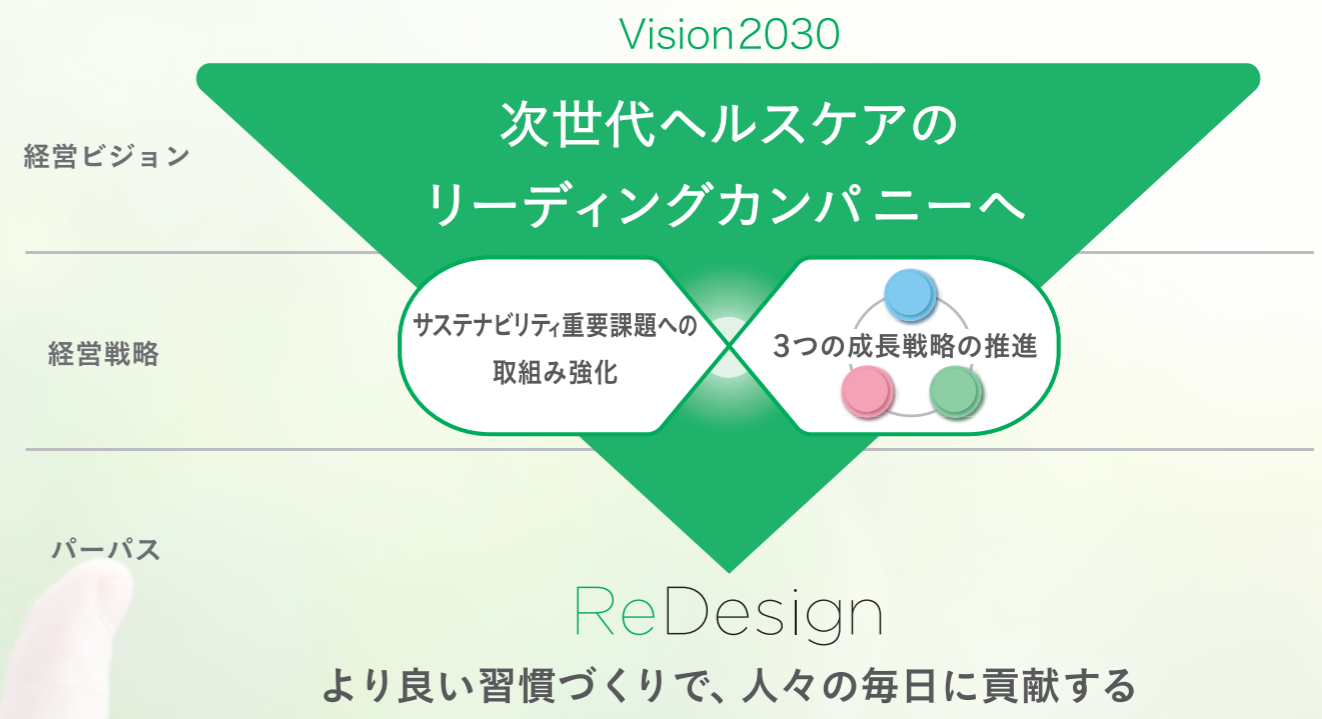 Vision2030
次世代ヘルスケアの
リーディングカンパニーへ
経営ビジョン
サステナビリティ重要課題への
取組み強化
3つの成長戦略の推進
経営戦略
パーパス
ReDesign
より良い習慣づくりで、人々の毎日に貢献する